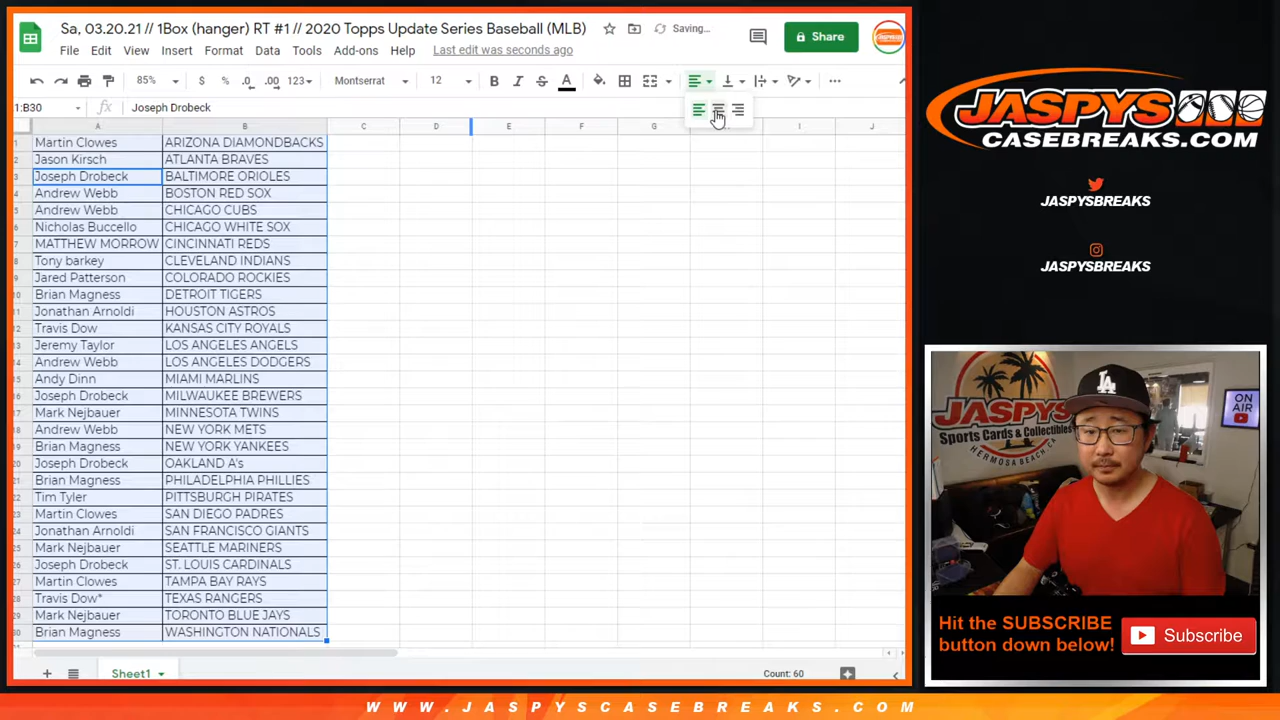 Sa, 03.20.21 // 1Box (hanger) RT #1 // 2020 Topps Update Series Baseball (MLB)
Saving...
Share
File Edit View Insert Format Data Tools Add-ons Help Last edit was seconds ago
85% $ % .0 .00 123 Montserrat 12 B I S A
1:B30 fx Joseph Drobeck
A B C D E F G I J
1 Martin Clowes ARIZONA DIAMONDBACKS
2 Jason Kirsch ATLANTA BRAVES
3 Joseph Drobeck BALTIMORE ORIOLES
4 Andrew Webb BOSTON RED SOX
5 Andrew Webb CHICAGO CUBS
6 Nicholas Buccello CHICAGO WHITE SOX
7 MATTHEW MORROW CINCINNATI REDS
8 Tony barkey CLEVELAND INDIANS
9 Jared Patterson COLORADO ROCKIES
10 Brian Magness DETROIT TIGERS
11 Jonathan Arnoldi HOUSTON ASTROS
12 Travis Dow KANSAS CITY ROYALS
13 Jeremy Taylor LOS ANGELES ANGELS
14 Andrew Webb LOS ANGELES DODGERS
15 Andy Dinn MIAMI MARLINS
16 Joseph Drobeck MILWAUKEE BREWERS
17 Mark Nejbauer MINNESOTA TWINS
18 Andrew Webb NEW YORK METS
19 Brian Magness NEW YORK YANKEES
20 Joseph Drobeck OAKLAND A's
21 Brian Magness PHILADELPHIA PHILLIES
22 Tim Tyler PITTSBURGH PIRATES
23 Martin Clowes SAN DIEGO PADRES
24 Jonathan Arnoldi SAN FRANCISCO GIANTS
25 Mark Nejbauer SEATTLE MARINERS
26 Joseph Drobeck ST. LOUIS CARDINALS
27 Martin Clowes TAMPA BAY RAYS
28 Travis Dow* TEXAS RANGERS
29 Mark Nejbauer TORONTO BLUE JAYS
30 Brian Magness WASHINGTON NATIONALS
Sheet1
Count: 60
JASPYS
CASEBREAKS.COM
JASPYSBREAKS
JASPYSBREAKS
JASPYS
Sports Cards & Collectibles
HERMOSA BEACH CA
LA
ON
AIR
Hit the SUBSCRIBE
button down below!
Subscribe
WWW.JASPYSCASEBREAKS.COM